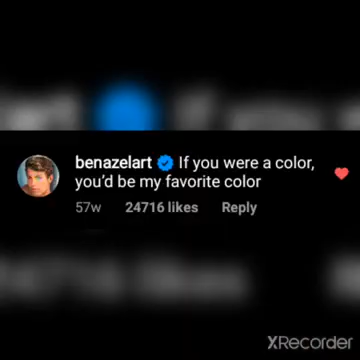 benazelart If you were a color,
you'd be my favorite color
57w 24716 likes Reply
XRecorder